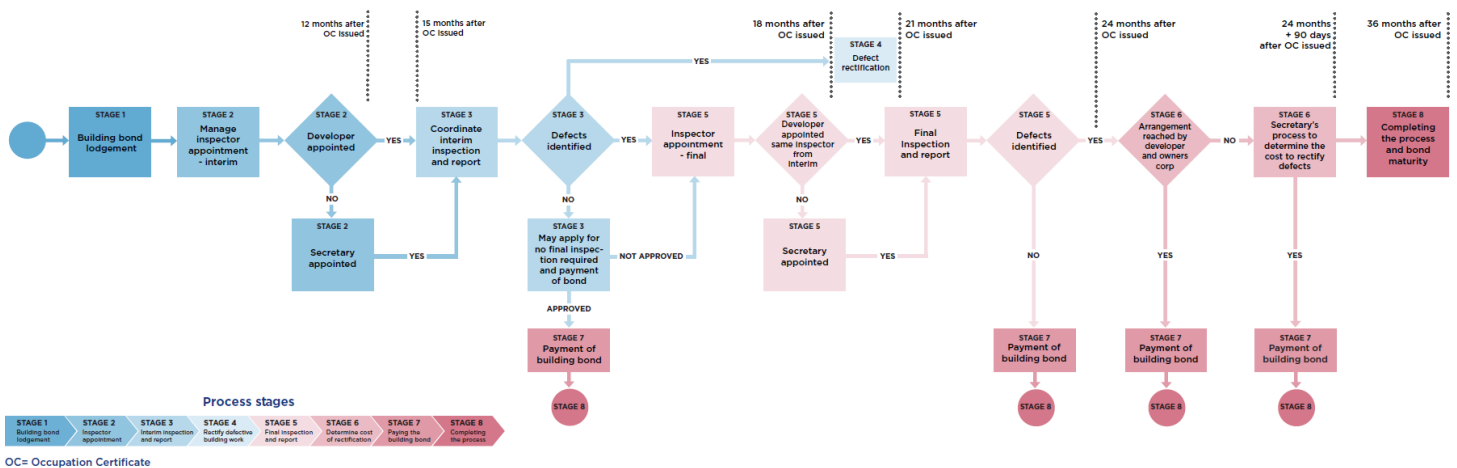 12 months after
OC Issued
15 months after
OC Issued
18 months after
OC issued
21 months after
OC issued
24 months after
OC issued
24 months
+ 90 days
after OC issued
36 months after
OC issued
STAGE 4
Defect
rectification
YES
STAGE 1
Building bond
lodgement
STAGE 2
Manage
inspector
appointment
- interim
STAGE 2
Developer
appointed
YES
STAGE 3
Coordinate
interim
inspection
and report
STAGE 3
Defects
identified
YES
STAGE 5
Inspector
appointment
- final
STAGE 5
Developer
appointed
same Inspector
from
Interim
YES
STAGE 5
Final
Inspection
and report
STAGE 5
Defects
identified
YES
STAGE 6
Arrangement
reached by
developer
and owners
corp
NO
STAGE 6
Secretary's
process to
determine the
cost to rectify
defects
STAGE 8
Completing
the process
and bond
maturity
NO
STAGE 2
Secretary
appointed
YES
NO
STAGE 3
May apply for
no final inspec-
tion required
and payment
of bond
NOT APPROVED
APPROVED
NO
STAGE 5
Secretary
appointed
YES
NO
YES
YES
STAGE 7
Payment of
building bond
STAGE 8
STAGE 7
Payment of
building bond
STAGE 8
STAGE 7
Payment of
building bond
STAGE 8
STAGE 7
Payment of
building bond
STAGE 8
Process stages
STAGE 1
Building bond
lodgement
STAGE 2
Inspector
appointment
STAGE 3
Interim inspection
and report
STAGE 4
Rectify defective
building work
STAGE 5
Final inspection
and report
STAGE 6
Determine cost
of rectification
STAGE 7
Paying the
building bond
STAGE 8
Completing
the process
OC= Occupation Certificate